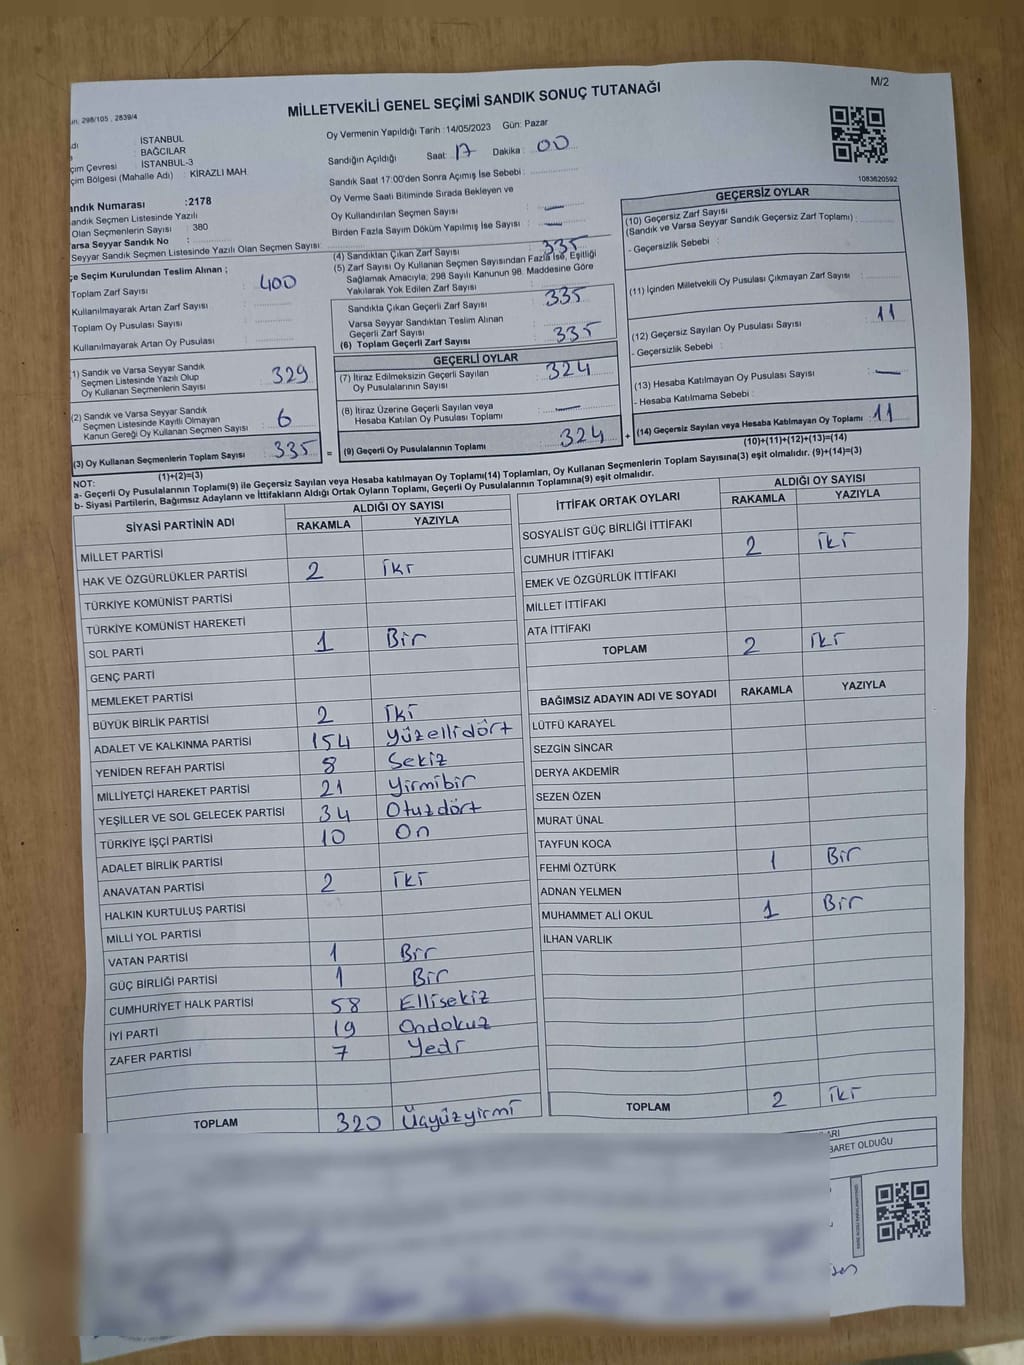 M/2
MİLLETVEKİLİ GENEL SEÇİMİ SANDIK SONUÇ TUTANAĞI
298/105 , 2839/4
İSTANBUL
BAĞCILAR
çim Çevresi İSTANBUL-3
çim Bölgesi (Mahalle Adı) : KİRAZLI MAH.
andık Numarası :2178
andık Seçmen Listesinde Yazılı
Olan Seçmenlerin Sayısı : 380
arsa Seyyar Sandık No :
Seyyar Sandık Seçmen Listesinde Yazılı Olan Seçmen Sayısı
Oy Vermenin Yapıldığı Tarih :14/05/2023 Gün: Pazar
Sandığın Açıldığı Saat: 17 Dakika : 00
Sandık Saat 17:00'den Sonra Açımış İse Sebebi :
Oy Verme Saati Bitiminde Sırada Bekleyen ve
Oy Kullandırılan Seçmen Sayısı : —
Birden Fazla Sayım Döküm Yapılmış İse Sayısı : —
1083620592
çe Seçim Kurulundan Teslim Alınan ;
Toplam Zarf Sayısı : 400
Kullanılmayarak Artan Zarf Sayısı :
Toplam Oy Pusulası Sayısı :
Kullanılmayarak Artan Oy Pusulası :
1) Sandık ve Varsa Seyyar Sandık
Seçmen Listesinde Yazılı Olup
Oy Kullanan Seçmenlerin Sayısı : 329
(2) Sandık ve Varsa Seyyar Sandık
Seçmen Listesinde Kayıtlı Olmayan
Kanun Gereği Oy Kullanan Seçmen Sayısı : 6
(3) Oy Kullanan Seçmenlerin Toplam Sayısı : 335
(1)+(2)=(3)
(4) Sandıktan Çıkan Zarf Sayısı : 335
(5) Zarf Sayısı Oy Kullanan Seçmen Sayısından Fazla İse, Eşitliği
Sağlamak Amacıyla; 298 Sayılı Kanunun 98. Maddesine Göre
Yakılarak Yok Edilen Zarf Sayısı :
Sandıkta Çıkan Geçerli Zarf Sayısı : 335
Varsa Seyyar Sandıktan Teslim Alınan
Geçerli Zarf Sayısı :
(6) Toplam Geçerli Zarf Sayısı : 335
GEÇERLİ OYLAR
(7) İtiraz Edilmeksizin Geçerli Sayılan
Oy Pusulalarının Sayısı : 324
(8) İtiraz Üzerine Geçerli Sayılan veya
Hesaba Katılan Oy Pusulası Toplamı : —
= (9) Geçerli Oy Pusulalarının Toplamı : 324
GEÇERSİZ OYLAR
(10) Geçersiz Zarf Sayısı
(Sandık ve Varsa Seyyar Sandık Geçersiz Zarf Toplamı) :
- Geçersizlik Sebebi :
(11) İçinden Milletvekili Oy Pusulası Çıkmayan Zarf Sayısı :
(12) Geçersiz Sayılan Oy Pusulası Sayısı : 11
- Geçersizlik Sebebi :
(13) Hesaba Katılmayan Oy Pusulası Sayısı : —
- Hesaba Katılmama Sebebi :
+ (14) Geçersiz Sayılan veya Hesaba Katılmayan Oy Toplamı : 11
(10)+(11)+(12)+(13)=(14)
NOT:
a- Geçerli Oy Pusulalarının Toplamı(9) ile Geçersiz Sayılan veya Hesaba katılmayan Oy Toplamı(14) Toplamları, Oy Kullanan Seçmenlerin Toplam Sayısına(3) eşit olmalıdır. (9)+(14)=(3)
b- Siyasi Partilerin, Bağımsız Adayların ve İttifakların Aldığı Ortak Oyların Toplamı, Geçerli Oy Pusulalarının Toplamına(9) eşit olmalıdır.
SİYASİ PARTİNİN ADI ALDIĞI OY SAYISI
RAKAMLA YAZIYLA
MİLLET PARTİSİ
HAK VE ÖZGÜRLÜKLER PARTİSİ 2 İki
TÜRKİYE KOMÜNİST PARTİSİ
TÜRKİYE KOMÜNİST HAREKETİ
SOL PARTİ 1 Bir
GENÇ PARTİ
MEMLEKET PARTİSİ
BÜYÜK BİRLİK PARTİSİ 2 İki
ADALET VE KALKINMA PARTİSİ 154 Yüzellidört
YENİDEN REFAH PARTİSİ 8 Sekiz
MİLLİYETÇİ HAREKET PARTİSİ 21 Yirmibir
YEŞİLLER VE SOL GELECEK PARTİSİ 34 Otuzdört
TÜRKİYE İŞÇİ PARTİSİ 10 On
ADALET BİRLİK PARTİSİ
ANAVATAN PARTİSİ 2 İki
HALKIN KURTULUŞ PARTİSİ
MİLLİ YOL PARTİSİ
VATAN PARTİSİ 1 Bir
GÜÇ BİRLİĞİ PARTİSİ 1 Bir
CUMHURİYET HALK PARTİSİ 58 Ellisekiz
İYİ PARTİ 19 Ondokuz
ZAFER PARTİSİ 7 Yedi
TOPLAM 320 Üçyüzyirmi
İTTİFAK ORTAK OYLARI ALDIĞI OY SAYISI
RAKAMLA YAZIYLA
SOSYALİST GÜÇ BİRLİĞİ İTTİFAKI
CUMHUR İTTİFAKI 2 İki
EMEK VE ÖZGÜRLÜK İTTİFAKI
MİLLET İTTİFAKI
ATA İTTİFAKI
TOPLAM 2 İki
BAĞIMSIZ ADAYIN ADI VE SOYADI RAKAMLA YAZIYLA
LÜTFÜ KARAYEL
SEZGİN SİNCAR
DERYA AKDEMİR
SEZEN ÖZEN
MURAT ÜNAL
TAYFUN KOCA
FEHMİ ÖZTÜRK 1 Bir
ADNAN YELMEN
MUHAMMET ALİ OKUL 1 Bir
İLHAN VARLIK
TOPLAM 2 İki
ARI
BARET OLDUĞU